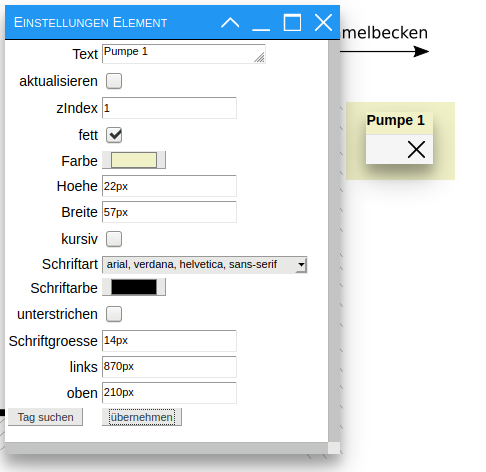 Einstellungen Element
Text Pumpe 1
aktualisieren
zIndex 1
fett
Farbe
Hoehe 22px
Breite 57px
kursiv
Schriftart arial, verdana, helvetica, sans-serif
Schriftfarbe
unterstrichen
Schriftgroesse 14px
links 870px
oben 210px
Tag suchen übernehmen
melbecken
Pumpe 1